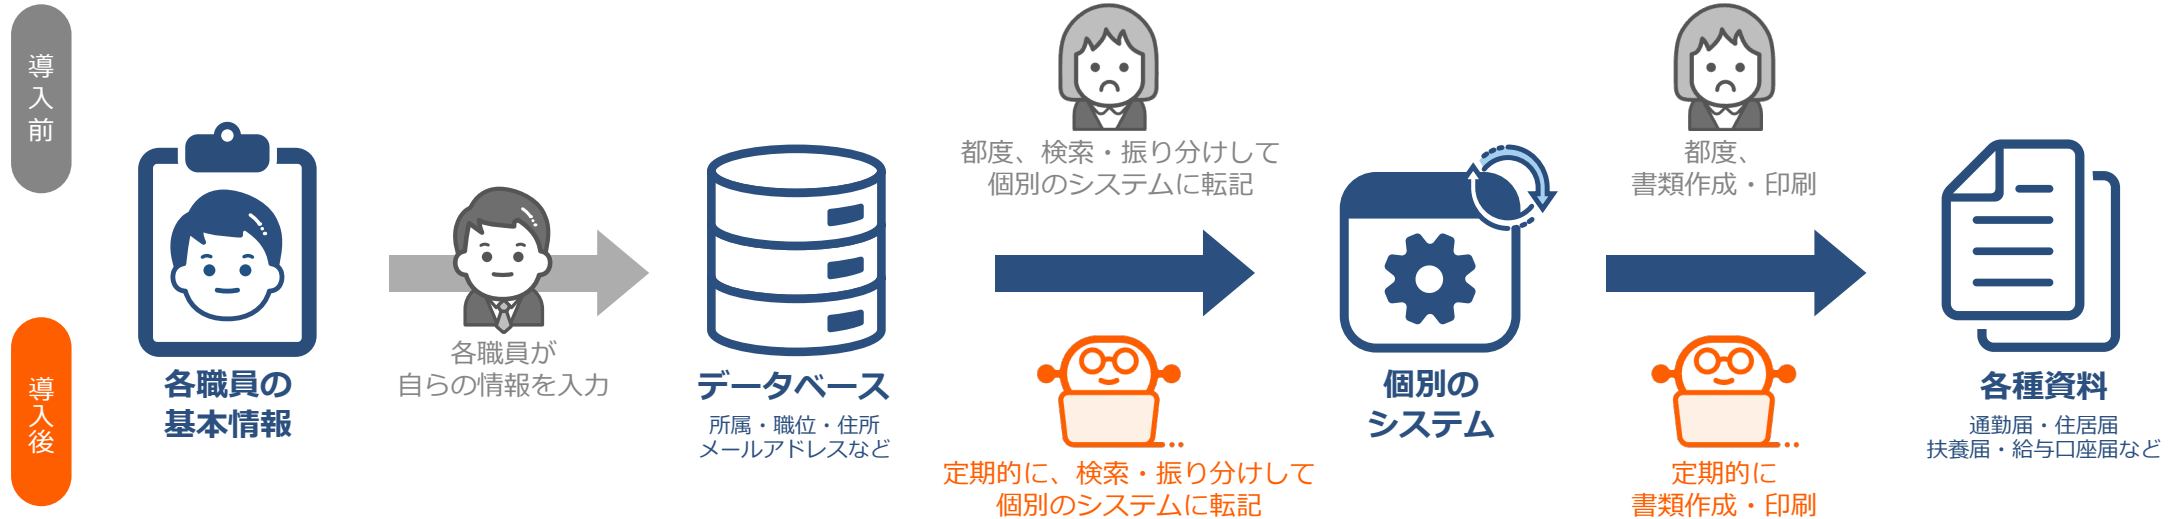 導入前
導入後
各職員の
基本情報
各職員が
自らの情報を入力
データベース
所属・職位・住所
メールアドレスなど
都度、検索・振り分けして
個別のシステムに転記
定期的に、検索・振り分けして
個別のシステムに転記
個別の
システム
都度、
書類作成・印刷
定期的に
書類作成・印刷
各種資料
通勤届・住居届
扶養届・給与口座届など